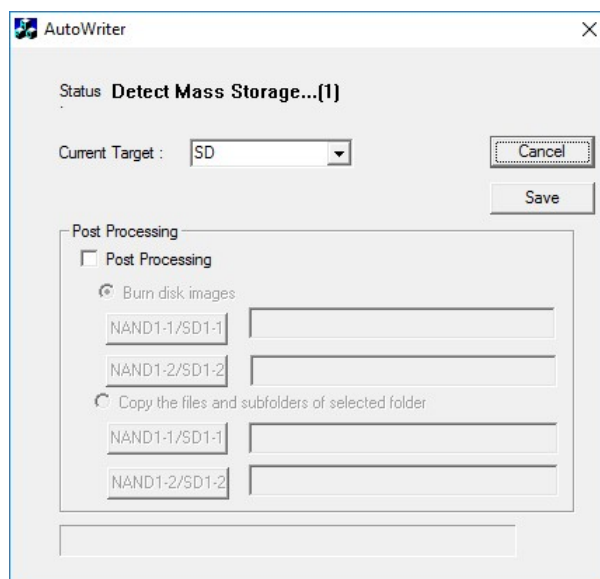 AutoWriter
Status Detect Mass Storage...(1)
:
Current Target : SD
Cancel
Save
Post Processing
Post Processing
Burn disk images
NAND1-1/SD1-1
NAND1-2/SD1-2
Copy the files and subfolders of selected folder
NAND1-1/SD1-1
NAND1-2/SD1-2